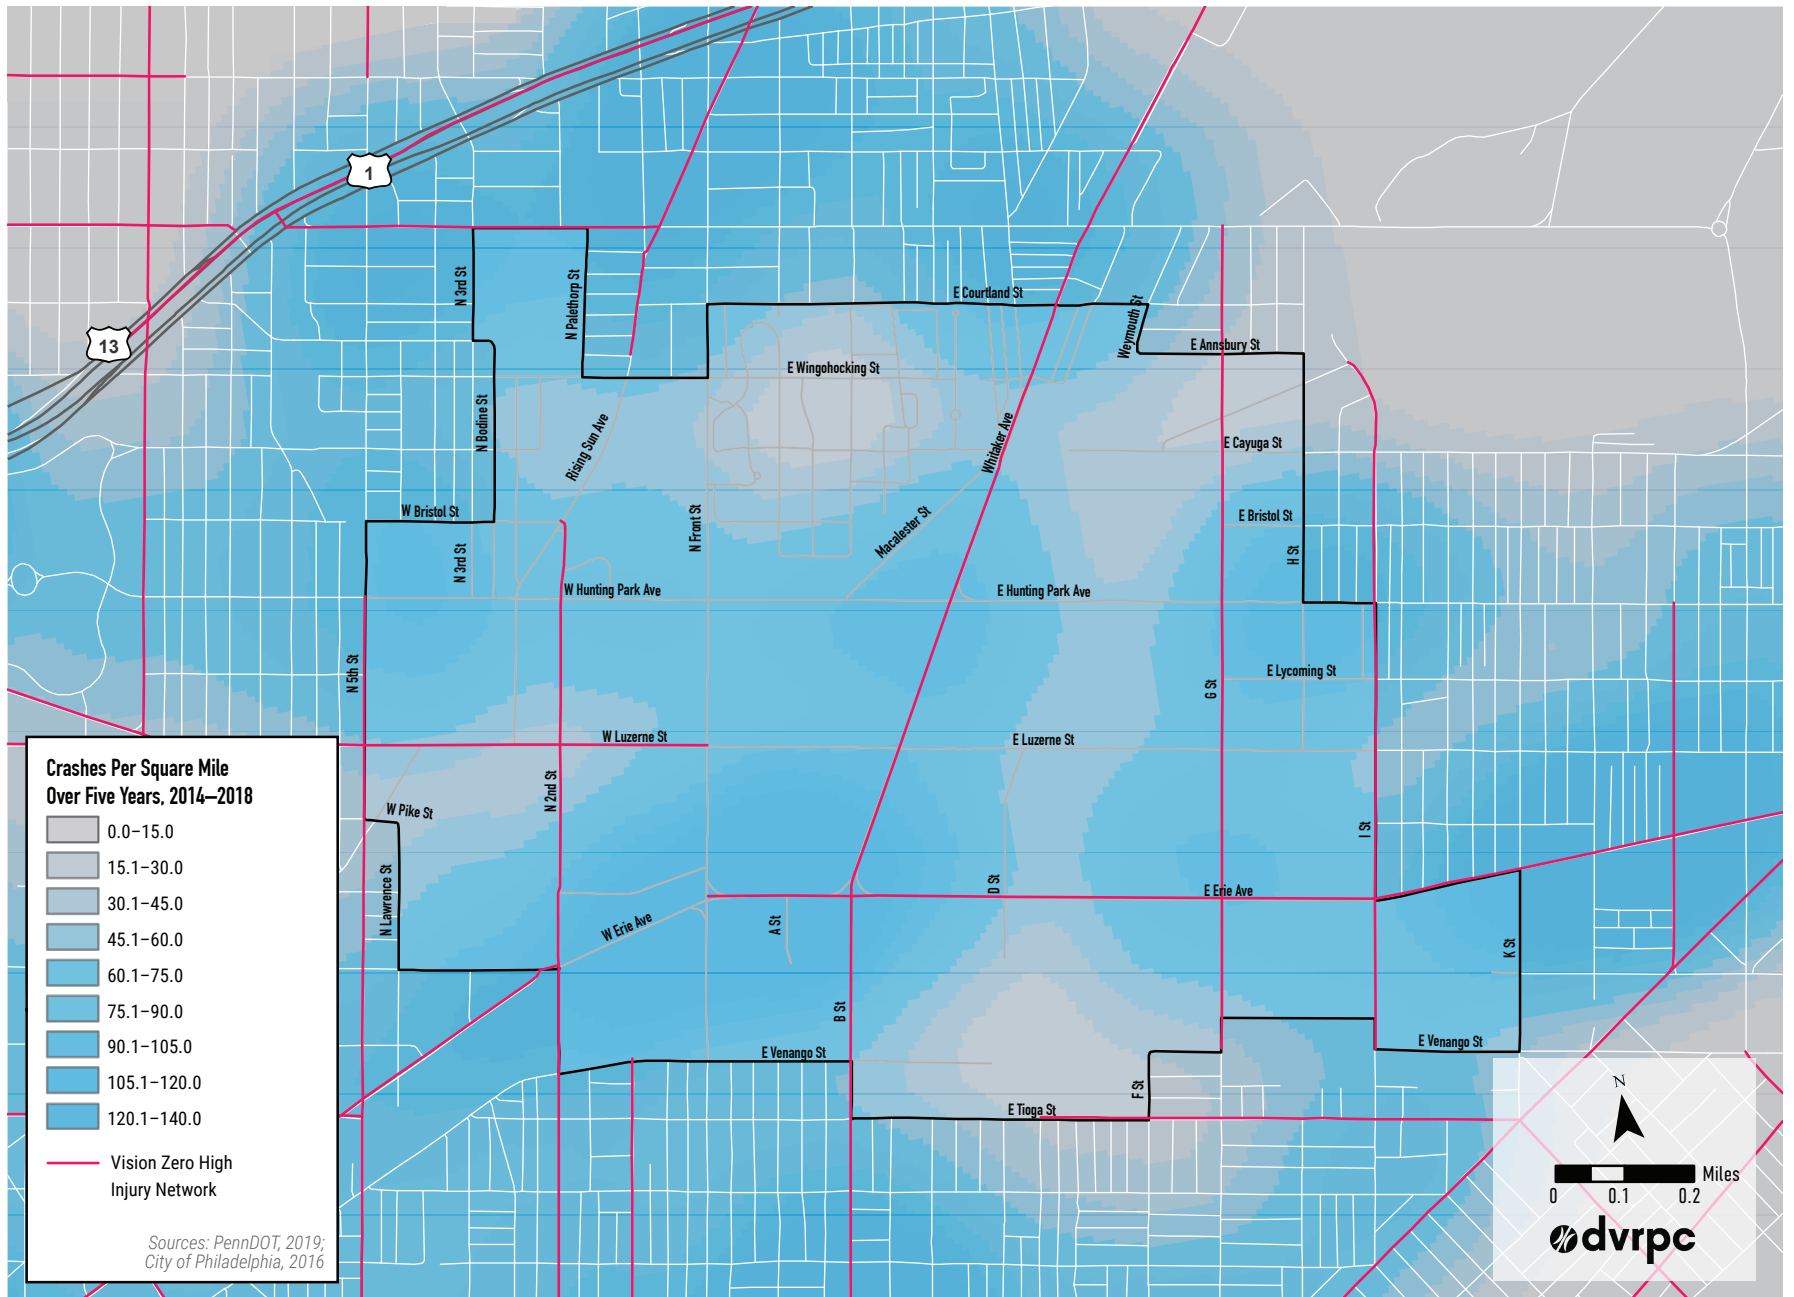 1
13
N 3rd St
N Palethorp St
E Courtland St
Weymouth St
E Annsbury St
E Wingohocking St
N Bodine St
Rising Sun Ave
Whitaker Ave
E Cayuga St
W Bristol St
N Front St
Macalester St
E Bristol St
H St
N 3rd St
W Hunting Park Ave
E Hunting Park Ave
N 5th St
G St
E Lycoming St
W Luzerne St
E Luzerne St
N 2nd St
W Pike St
I St
N Lawrence St
D St
E Erie Ave
W Erie Ave
A St
K St
B St
E Venango St
E Venango St
F St
E Tioga St
Crashes Per Square Mile
Over Five Years, 2014–2018
0.0–15.0
15.1–30.0
30.1–45.0
45.1–60.0
60.1–75.0
75.1–90.0
90.1–105.0
105.1–120.0
120.1–140.0
Vision Zero High
Injury Network
Sources: PennDOT, 2019;
City of Philadelphia, 2016
N
Miles
0 0.1 0.2
dvrpc